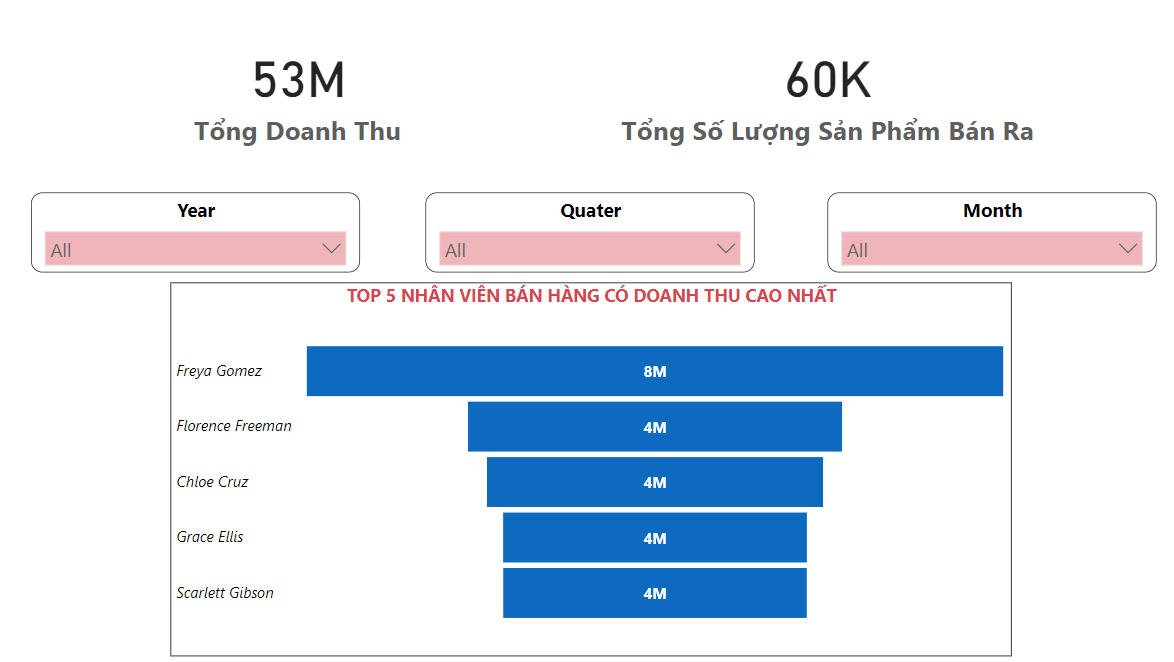 53M
Tổng Doanh Thu
60K
Tổng Số Lượng Sản Phẩm Bán Ra
Year
All
Quater
All
Month
All
TOP 5 NHÂN VIÊN BÁN HÀNG CÓ DOANH THU CAO NHẤT
Freya Gomez 8M
Florence Freeman 4M
Chloe Cruz 4M
Grace Ellis 4M
Scarlett Gibson 4M